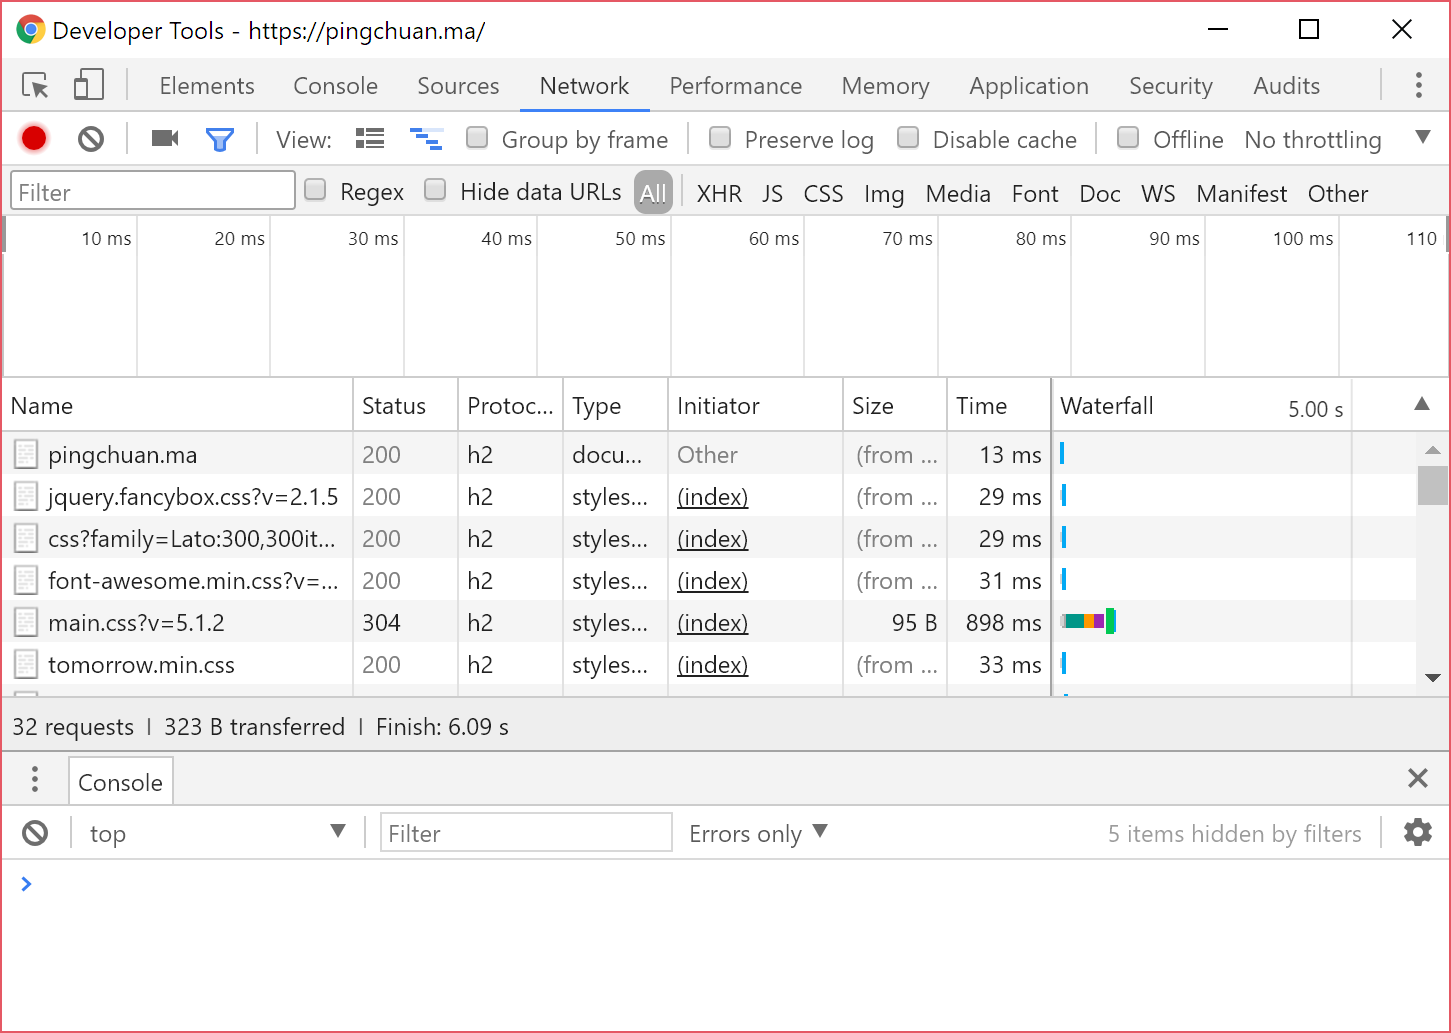 Developer Tools - https://pingchuan.ma/
Elements Console Sources Network Performance Memory Application Security Audits
View: Group by frame Preserve log Disable cache Offline No throttling
Filter Regex Hide data URLs All XHR JS CSS Img Media Font Doc WS Manifest Other
10 ms 20 ms 30 ms 40 ms 50 ms 60 ms 70 ms 80 ms 90 ms 100 ms 110
Name Status Protoc... Type Initiator Size Time Waterfall 5.00 s
pingchuan.ma 200 h2 docu... Other (from ... 13 ms
jquery.fancybox.css?v=2.1.5 200 h2 styles... (index) (from ... 29 ms
css?family=Lato:300,300it... 200 h2 styles... (index) (from ... 29 ms
font-awesome.min.css?v=... 200 h2 styles... (index) (from ... 31 ms
main.css?v=5.1.2 304 h2 styles... (index) 95 B 898 ms
tomorrow.min.css 200 h2 styles... (index) (from ... 33 ms
32 requests | 323 B transferred | Finish: 6.09 s
Console
top Filter Errors only 5 items hidden by filters